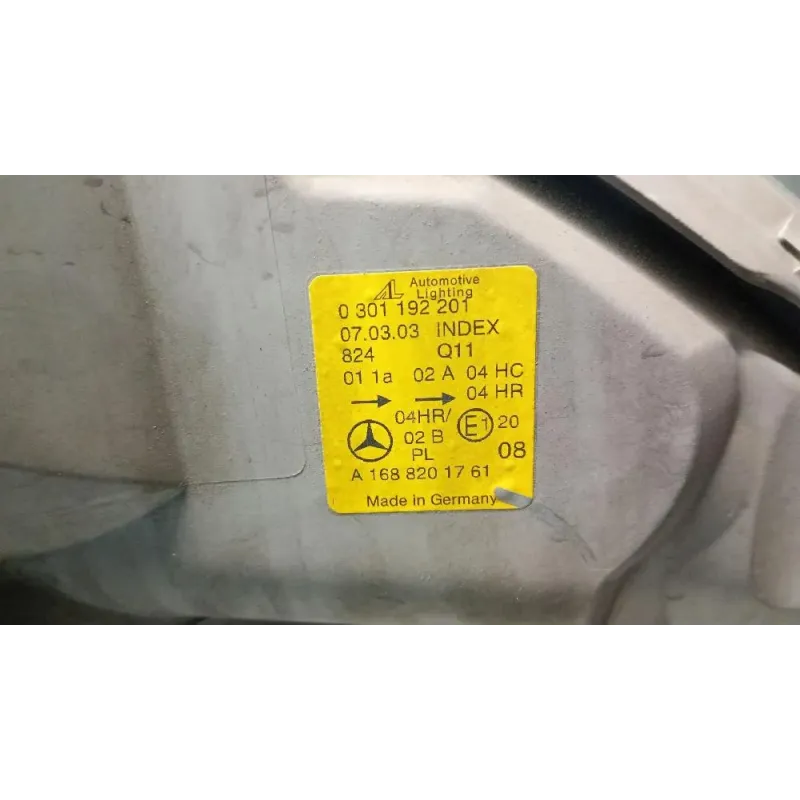 AL Automotive
Lighting
0 301 192 201
07.03.03 INDEX
824 Q11
01 1a 02 A 04 HC
04 HR
04HR/
02 B E1 20
PL 08
A 168 820 17 61
Made in Germany